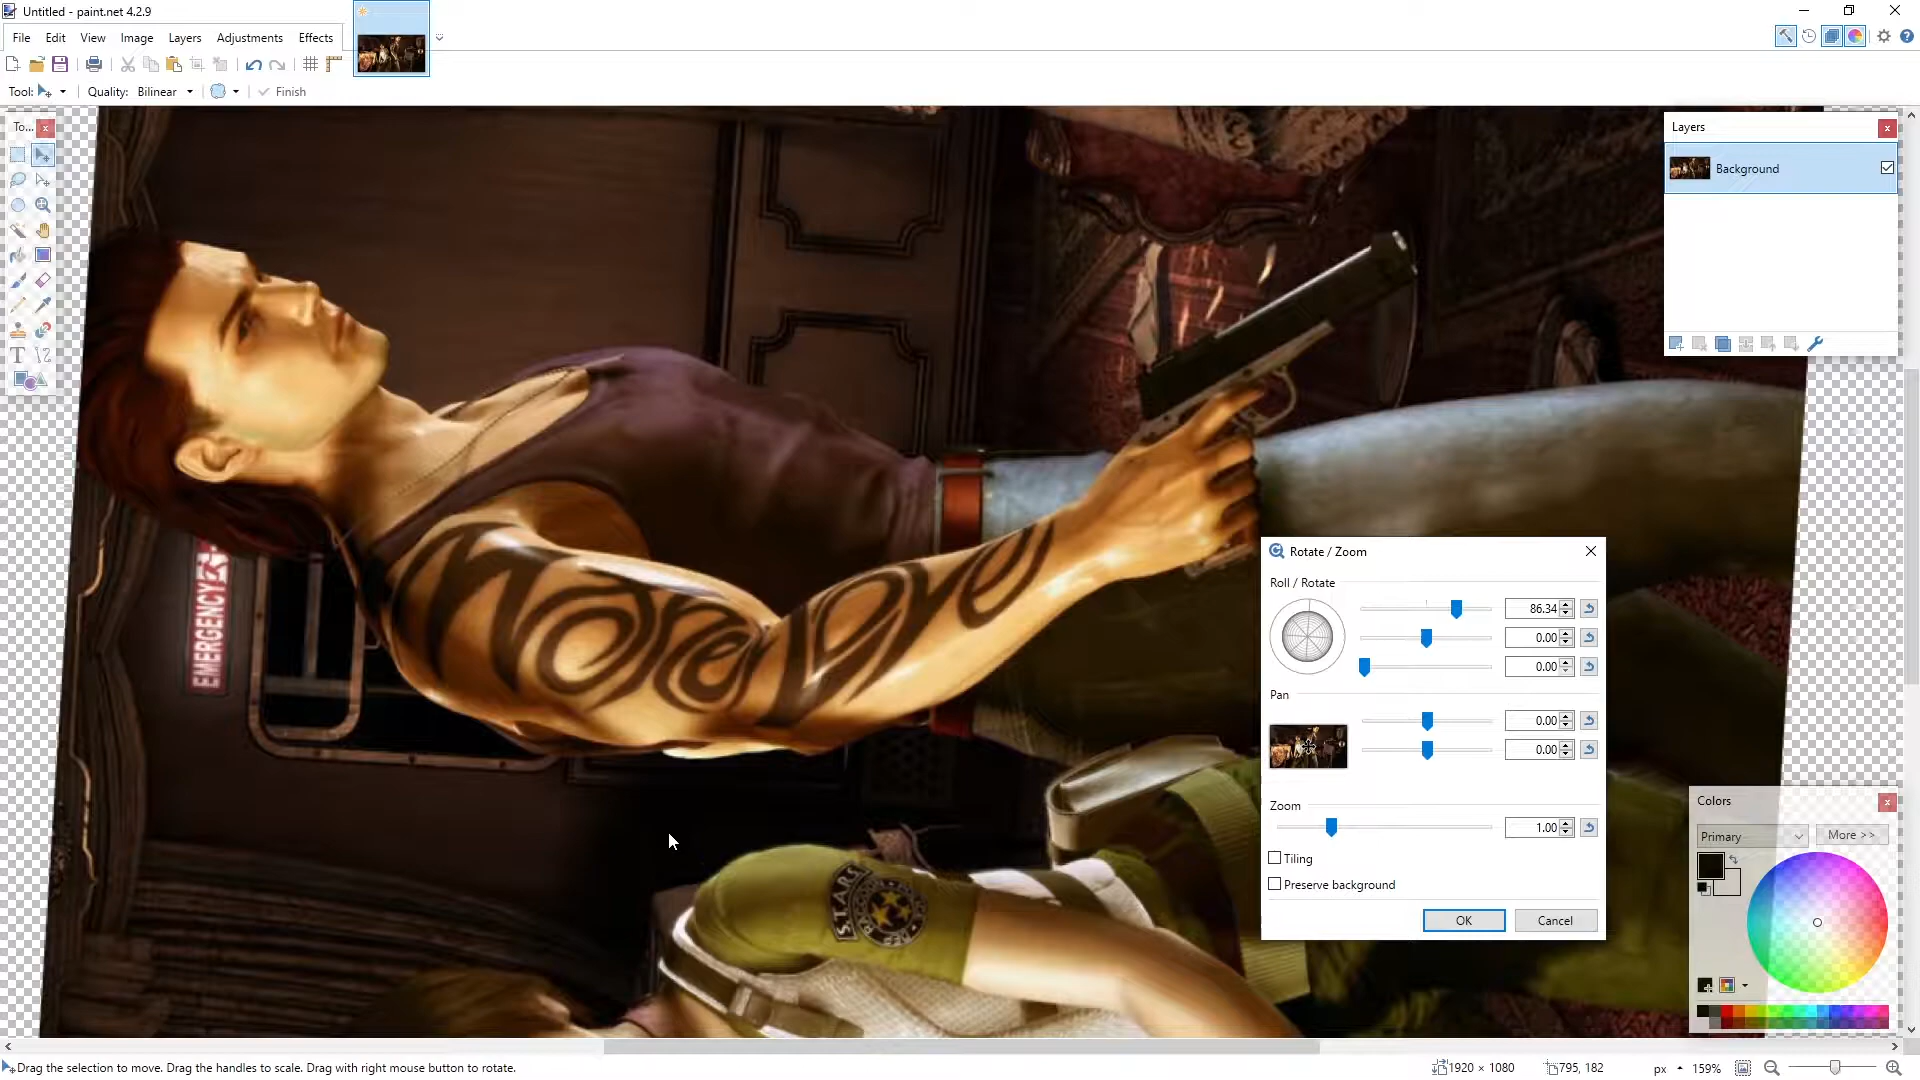 Untitled - paint.net 4.2.9
File Edit View Image Layers Adjustments Effects
Tool: Quality: Bilinear Finish
To...
Layers
Background
EMERGENCY
Mother Love
S.T.A.R.S.
Rotate / Zoom
Roll / Rotate
86.34
0.00
0.00
Pan
0.00
0.00
Zoom
1.00
Tiling
Preserve background
OK Cancel
Colors
Primary More >>
Drag the selection to move. Drag the handles to scale. Drag with right mouse button to rotate. 1920 × 1080 795, 182 px 159%